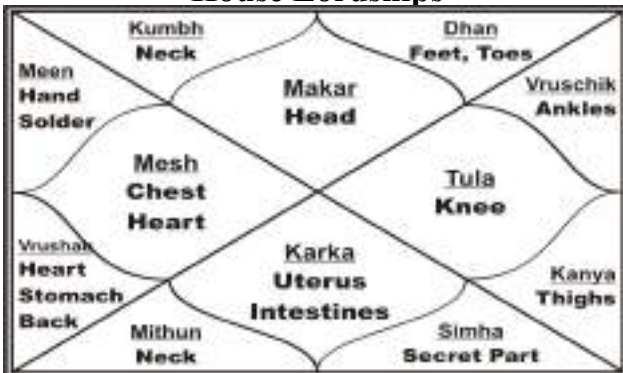 House Lordships
Kumbh
Neck
Dhan
Feet, Toes
Meen
Hand
Solder
Makar
Head
Vruschik
Ankles
Mesh
Chest
Heart
Tula
Knee
Vrushab
Heart
Stomach
Back
Karka
Uterus
Intestines
Kanya
Thighs
Mithun
Neck
Simha
Secret Part